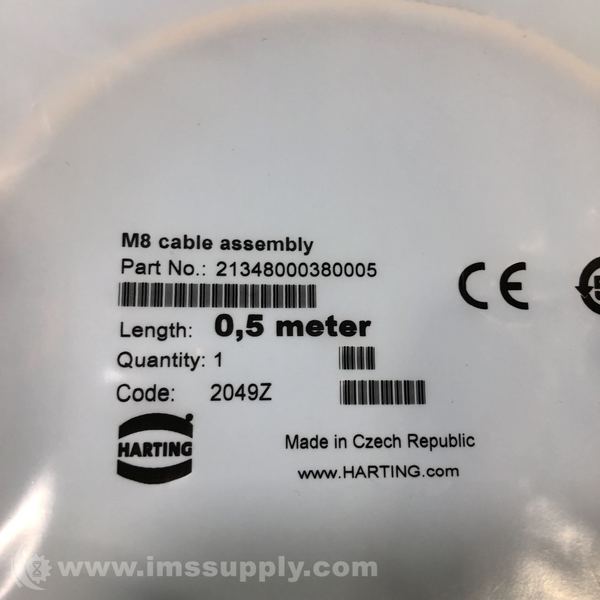 M8 cable assembly
Part No.: 21348000380005
Length: 0,5 meter
Quantity: 1
Code: 2049Z
HARTING
Made in Czech Republic
www.HARTING.com
CE
www.imssupply.com